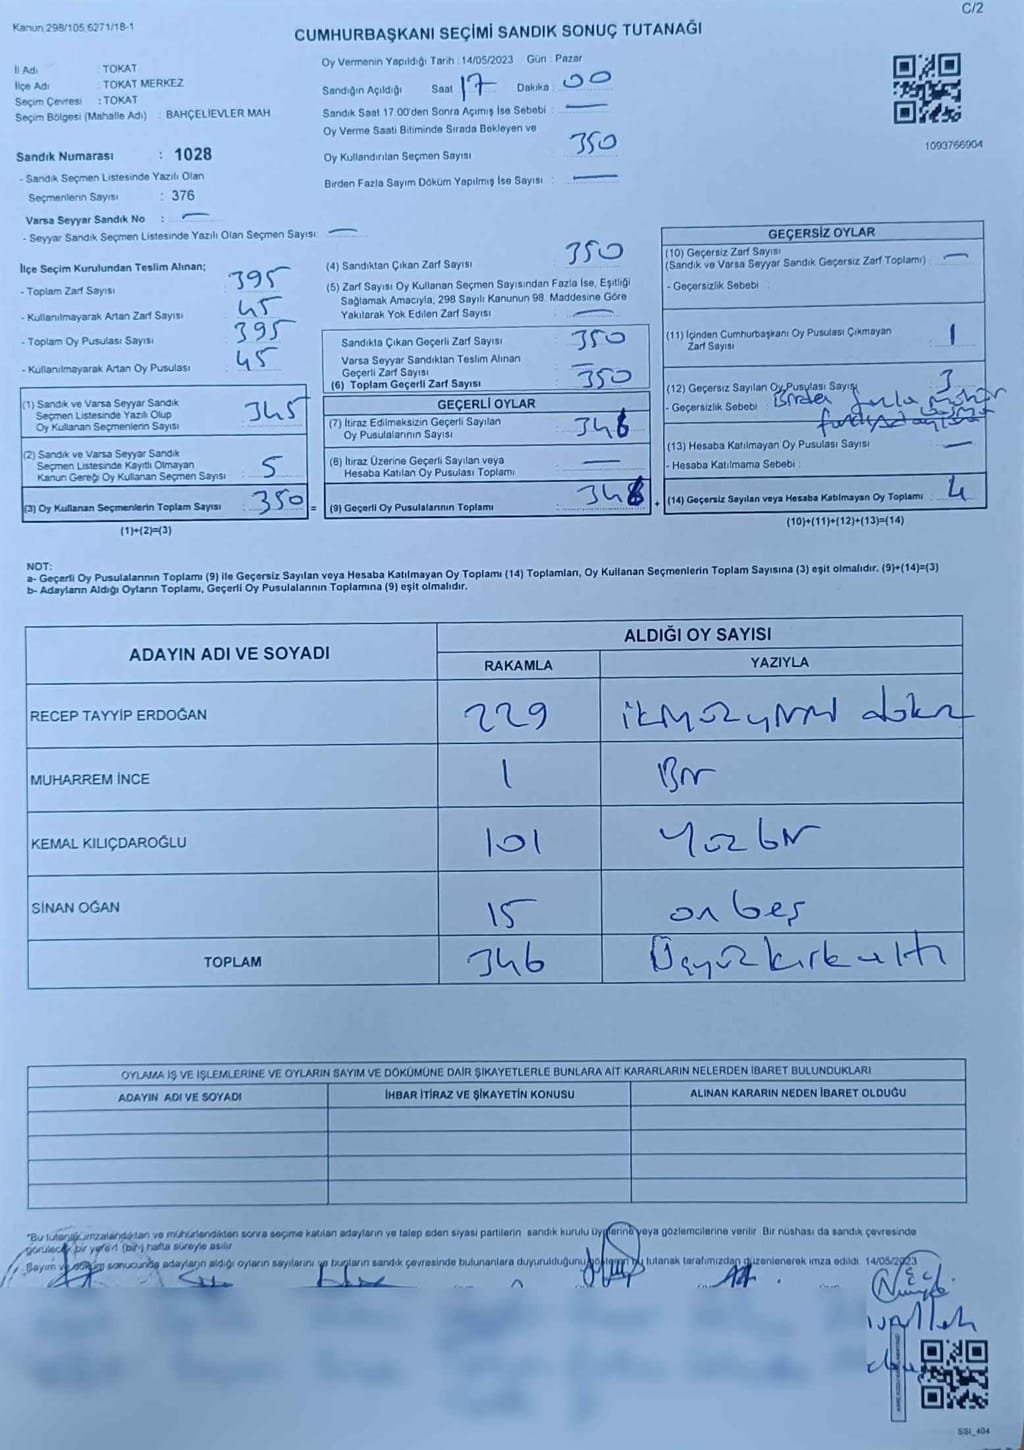 C/2
Kanun 298/105,6271/18-1
CUMHURBAŞKANI SEÇİMİ SANDIK SONUÇ TUTANAĞI
İl Adı : TOKAT
İlçe Adı : TOKAT MERKEZ
Seçim Çevresi : TOKAT
Seçim Bölgesi (Mahalle Adı) : BAHÇELİEVLER MAH
Sandık Numarası : 1028
- Sandık Seçmen Listesinde Yazılı Olan
Seçmenlerin Sayısı : 376
Varsa Seyyar Sandık No : —
- Seyyar Sandık Seçmen Listesinde Yazılı Olan Seçmen Sayısı: —
Oy Vermenin Yapıldığı Tarih : 14/05/2023 Gün : Pazar
Sandığın Açıldığı Saat 17 Dakika : 00
Sandık Saat 17.00'den Sonra Açımış İse Sebebi : —
Oy Verme Saati Bitiminde Sırada Bekleyen ve
Oy Kullandırılan Seçmen Sayısı : 350
Birden Fazla Sayım Döküm Yapılmış İse Sayısı : —
1093766904
İlçe Seçim Kurulundan Teslim Alınan;
- Toplam Zarf Sayısı : 395
- Kullanılmayarak Artan Zarf Sayısı : 45
- Toplam Oy Pusulası Sayısı : 395
- Kullanılmayarak Artan Oy Pusulası : 45
(1) Sandık ve Varsa Seyyar Sandık
Seçmen Listesinde Yazılı Olup
Oy Kullanan Seçmenlerin Sayısı : 345
(2) Sandık ve Varsa Seyyar Sandık
Seçmen Listesinde Kayıtlı Olmayan
Kanun Gereği Oy Kullanan Seçmen Sayısı : 5
(3) Oy Kullanan Seçmenlerin Toplam Sayısı : 350
(1)+(2)=(3)
=
(4) Sandıktan Çıkan Zarf Sayısı : 350
(5) Zarf Sayısı Oy Kullanan Seçmen Sayısından Fazla İse, Eşitliği
Sağlamak Amacıyla, 298 Sayılı Kanunun 98. Maddesine Göre
Yakılarak Yok Edilen Zarf Sayısı : —
Sandıkta Çıkan Geçerli Zarf Sayısı : 350
Varsa Seyyar Sandıktan Teslim Alınan
Geçerli Zarf Sayısı : —
(6) Toplam Geçerli Zarf Sayısı : 350
GEÇERLİ OYLAR
(7) İtiraz Edilmeksizin Geçerli Sayılan
Oy Pusulalarının Sayısı : 346
(8) İtiraz Üzerine Geçerli Sayılan veya
Hesaba Katılan Oy Pusulası Toplamı : —
(9) Geçerli Oy Pusulalarının Toplamı : 346
+
GEÇERSİZ OYLAR
(10) Geçersiz Zarf Sayısı
(Sandık ve Varsa Seyyar Sandık Geçersiz Zarf Toplamı) : —
- Geçersizlik Sebebi :
(11) İçinden Cumhurbaşkanı Oy Pusulası Çıkmayan
Zarf Sayısı : 1
(12) Geçersiz Sayılan Oy Pusulası Sayısı : 3
- Geçersizlik Sebebi : Birden fazla mühür
(13) Hesaba Katılmayan Oy Pusulası Sayısı : —
- Hesaba Katılmama Sebebi :
(14) Geçersiz Sayılan veya Hesaba Katılmayan Oy Toplamı : 4
(10)+(11)+(12)+(13)=(14)
NOT:
a- Geçerli Oy Pusulalarının Toplamı (9) ile Geçersiz Sayılan veya Hesaba Katılmayan Oy Toplamı (14) Toplamları, Oy Kullanan Seçmenlerin Toplam Sayısına (3) eşit olmalıdır. (9)+(14)=(3)
b- Adayların Aldığı Oyların Toplamı, Geçerli Oy Pusulalarının Toplamına (9) eşit olmalıdır.
ADAYIN ADI VE SOYADI ALDIĞI OY SAYISI
RAKAMLA YAZIYLA
RECEP TAYYİP ERDOĞAN 229 ikiyüzyirmi dokuz
MUHARREM İNCE 1 Bir
KEMAL KILIÇDAROĞLU 101 Yüzbir
SİNAN OĞAN 15 on beş
TOPLAM 346 Üçyüzkırkaltı
OYLAMA İŞ VE İŞLEMLERİNE VE OYLARIN SAYIM VE DÖKÜMÜNE DAİR ŞİKAYETLERLE BUNLARA AİT KARARLARIN NELERDEN İBARET BULUNDUKLARI
ADAYIN ADI VE SOYADI İHBAR İTİRAZ VE ŞİKAYETİN KONUSU ALINAN KARARIN NEDEN İBARET OLDUĞU
"Bu tutanak imzalandıktan ve mühürlendikten sonra seçime katılan adayların ve talep eden siyasi partilerin sandık kurulu üyelerine veya gözlemcilerine verilir. Bir nüshası da sandık çevresinde
görülecek bir yere (bir) hafta süreyle asılır
Sayım ve döküm sonucunda adayların aldığı oyların sayılarını ve bunların sandık çevresinde bulunanlara duyurulduğunu gösteren bu tutanak tarafımızdan düzenlenerek imza edildi. 14/05/2023
SSI_404